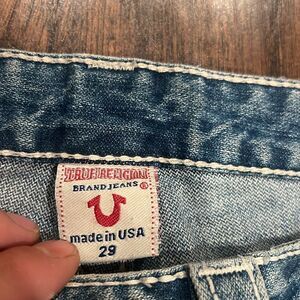 TRUE RELIGION
BRAND JEANS ®
made in USA
29